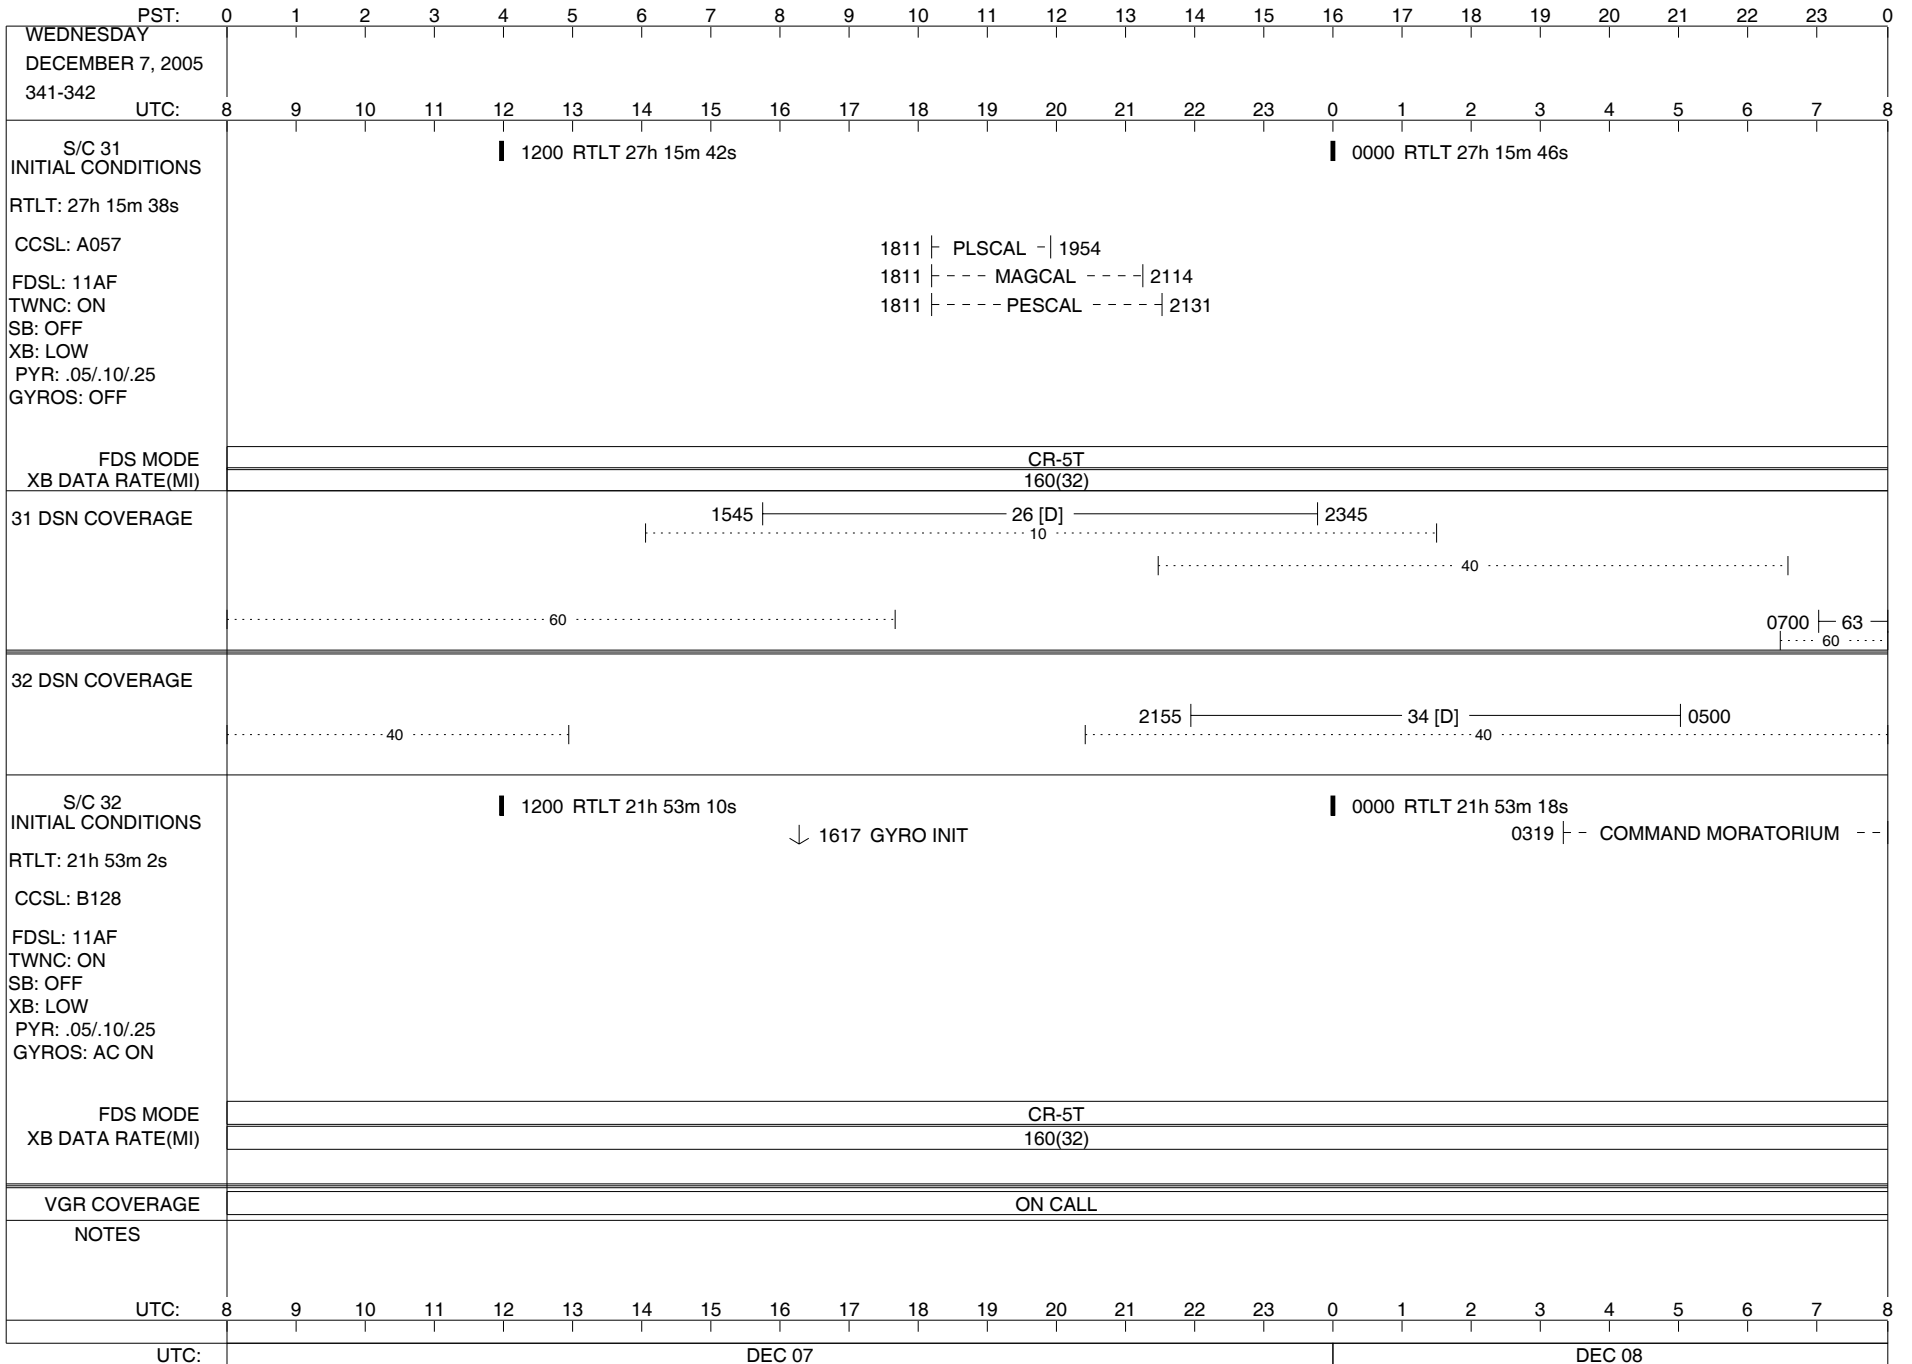 PST: 0 1 2 3 4 5 6 7 8 9 10 11 12 13 14 15 16 17 18 19 20 21 22 23 0
WEDNESDAY
DECEMBER 7, 2005
341-342
UTC: 8 9 10 11 12 13 14 15 16 17 18 19 20 21 22 23 0 1 2 3 4 5 6 7 8
S/C 31
INITIAL CONDITIONS
1200 RTLT 27h 15m 42s
0000 RTLT 27h 15m 46s
RTLT: 27h 15m 38s
CCSL: A057
1811 PLSCAL 1954
FDSL: 11AF
1811 MAGCAL 2114
TWNC: ON
1811 PESCAL 2131
SB: OFF
XB: LOW
PYR: .05/.10/.25
GYROS: OFF
FDS MODE CR-5T
XB DATA RATE(MI) 160(32)
31 DSN COVERAGE
1545 26 [D] 2345
10
40
60
0700 63
60
32 DSN COVERAGE
2155 34 [D] 0500
40
40
S/C 32
INITIAL CONDITIONS
1200 RTLT 21h 53m 10s
0000 RTLT 21h 53m 18s
1617 GYRO INIT
0319 COMMAND MORATORIUM
RTLT: 21h 53m 2s
CCSL: B128
FDSL: 11AF
TWNC: ON
SB: OFF
XB: LOW
PYR: .05/.10/.25
GYROS: AC ON
FDS MODE CR-5T
XB DATA RATE(MI) 160(32)
VGR COVERAGE ON CALL
NOTES
UTC: 8 9 10 11 12 13 14 15 16 17 18 19 20 21 22 23 0 1 2 3 4 5 6 7 8
UTC: DEC 07 DEC 08